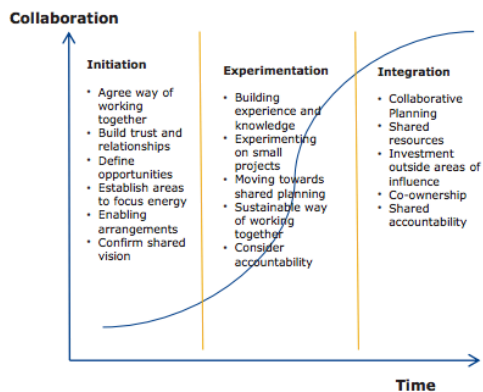 Collaboration
Initiation
• Agree way of
working
together
• Build trust and
relationships
• Define
opportunities
• Establish areas
to focus energy
• Enabling
arrangements
• Confirm shared
vision
Experimentation
• Building
experience and
knowledge
• Experimenting
on small
projects
• Moving towards
shared planning
• Sustainable way
of working
together
• Consider
accountability
Integration
• Collaborative
Planning
• Shared
resources
• Investment
outside areas of
influence
• Co-ownership
• Shared
accountability
Time